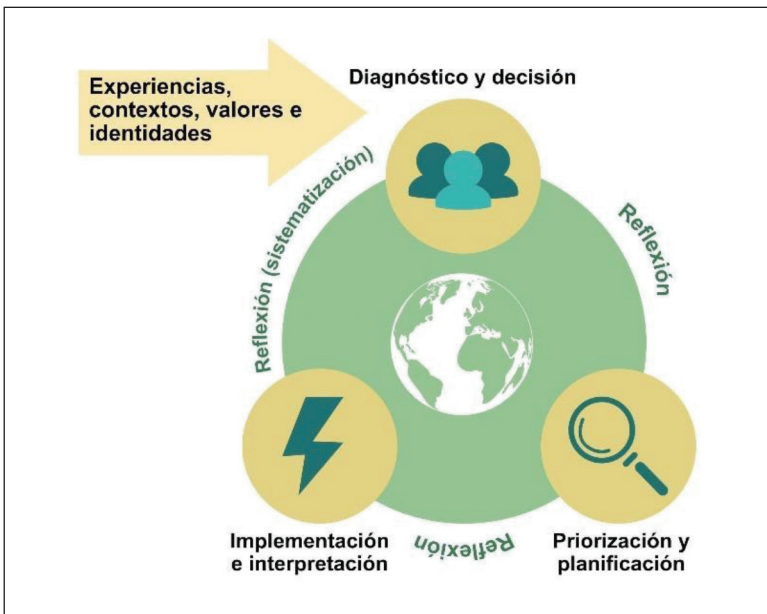 Experiencias,
contextos, valores e
identidades
Diagnóstico y decisión
Reflexión (sistematización)
Reflexión
Implementación
e interpretación
Reflexión
Priorización y
planificación